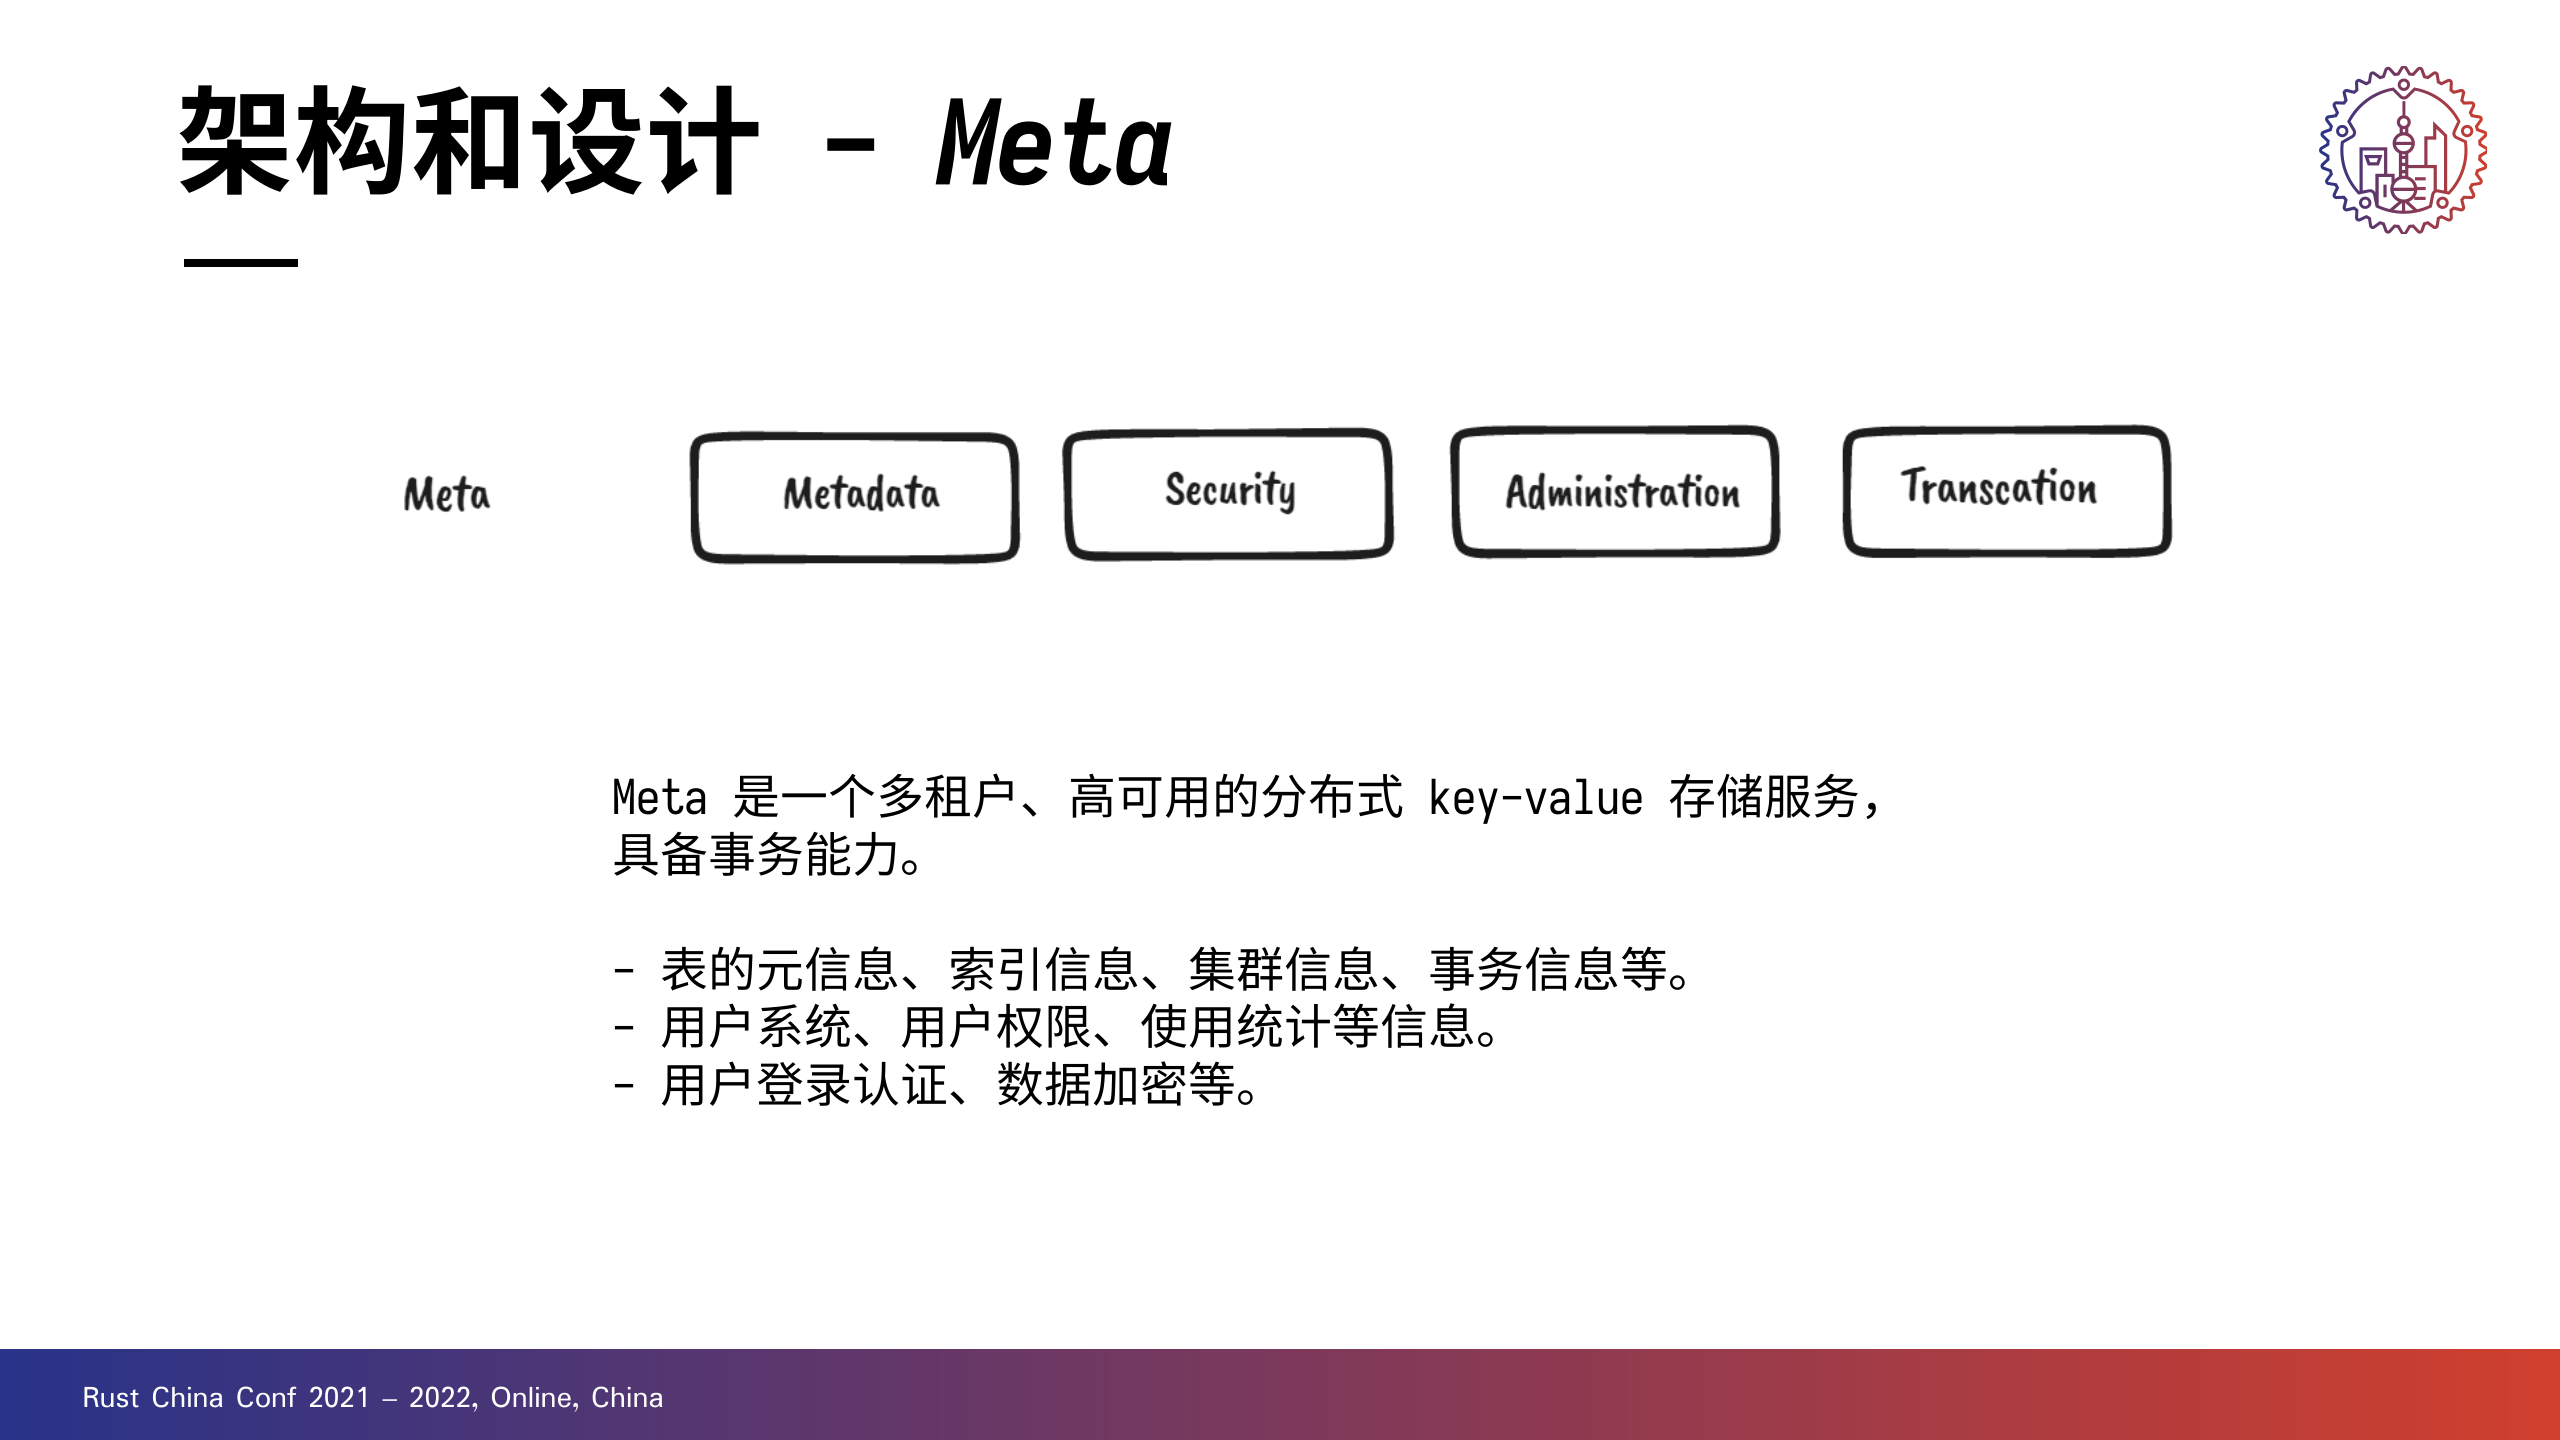 架构和设计 - Meta
Meta
Metadata
Security
Administration
Transcation
Meta 是一个多租户、高可用的分布式 key-value 存储服务，
具备事务能力。
- 表的元信息、索引信息、集群信息、事务信息等。
- 用户系统、用户权限、使用统计等信息。
- 用户登录认证、数据加密等。
Rust China Conf 2021 – 2022, Online, China